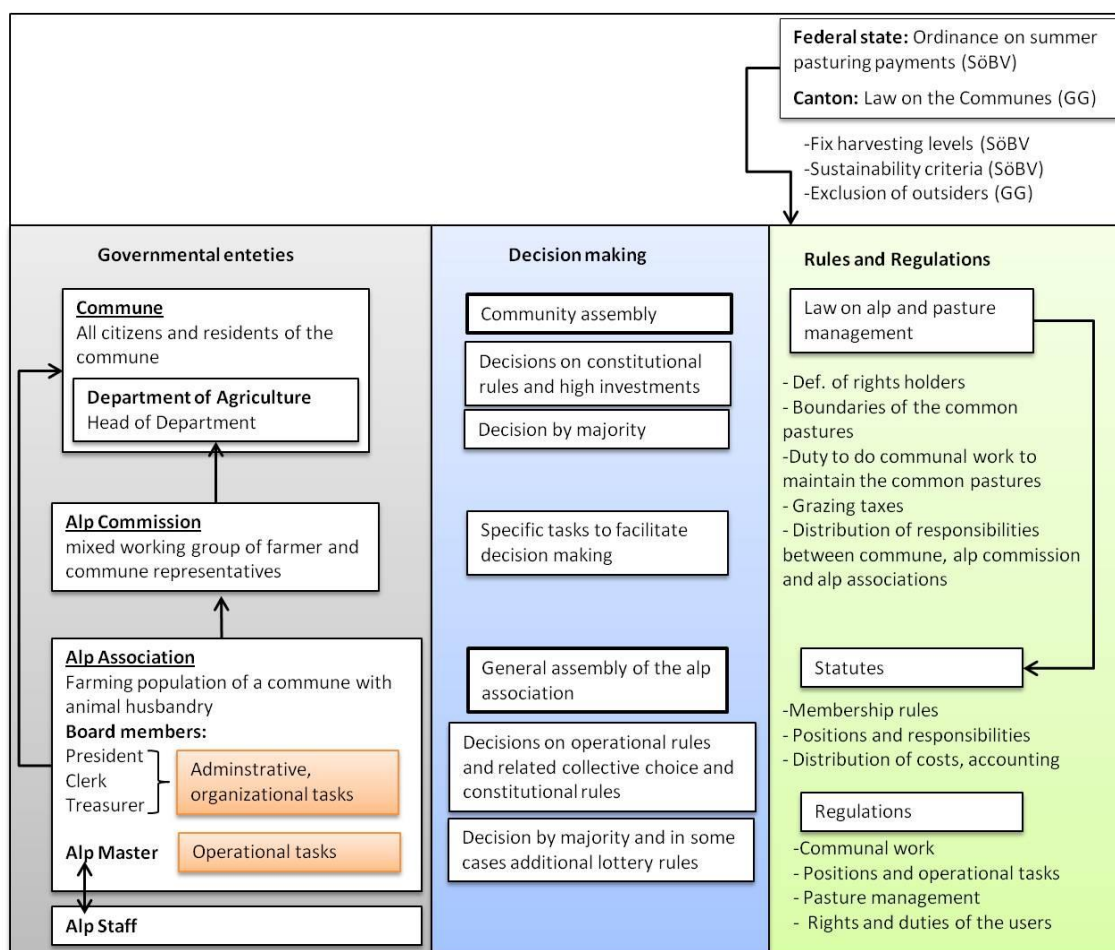 Federal state: Ordinance on summer
pasturing payments (SöBV)
Canton: Law on the Communes (GG)
-Fix harvesting levels (SöBV
-Sustainability criteria (SöBV)
-Exclusion of outsiders (GG)
Governmental enteties
Commune
All citizens and residents of the
commune
Department of Agriculture
Head of Department
Alp Commission
mixed working group of farmer and
commune representatives
Alp Association
Farming population of a commune with
animal husbandry
Board members:
President
Clerk
Treasurer
Adminstrative,
organizational tasks
Alp Master
Operational tasks
Alp Staff
Decision making
Community assembly
Decisions on constitutional
rules and high investments
Decision by majority
Specific tasks to facilitate
decision making
General assembly of the alp
association
Decisions on operational rules
and related collective choice and
constitutional rules
Decision by majority and in some
cases additional lottery rules
Rules and Regulations
Law on alp and pasture
management
- Def. of rights holders
- Boundaries of the common
pastures
-Duty to do communal work to
maintain the common pastures
- Grazing taxes
- Distribution of responsibilities
between commune, alp commission
and alp associations
Statutes
-Membership rules
- Positions and responsibilities
- Distribution of costs, accounting
Regulations
-Communal work
- Positions and operational tasks
- Pasture management
- Rights and duties of the users